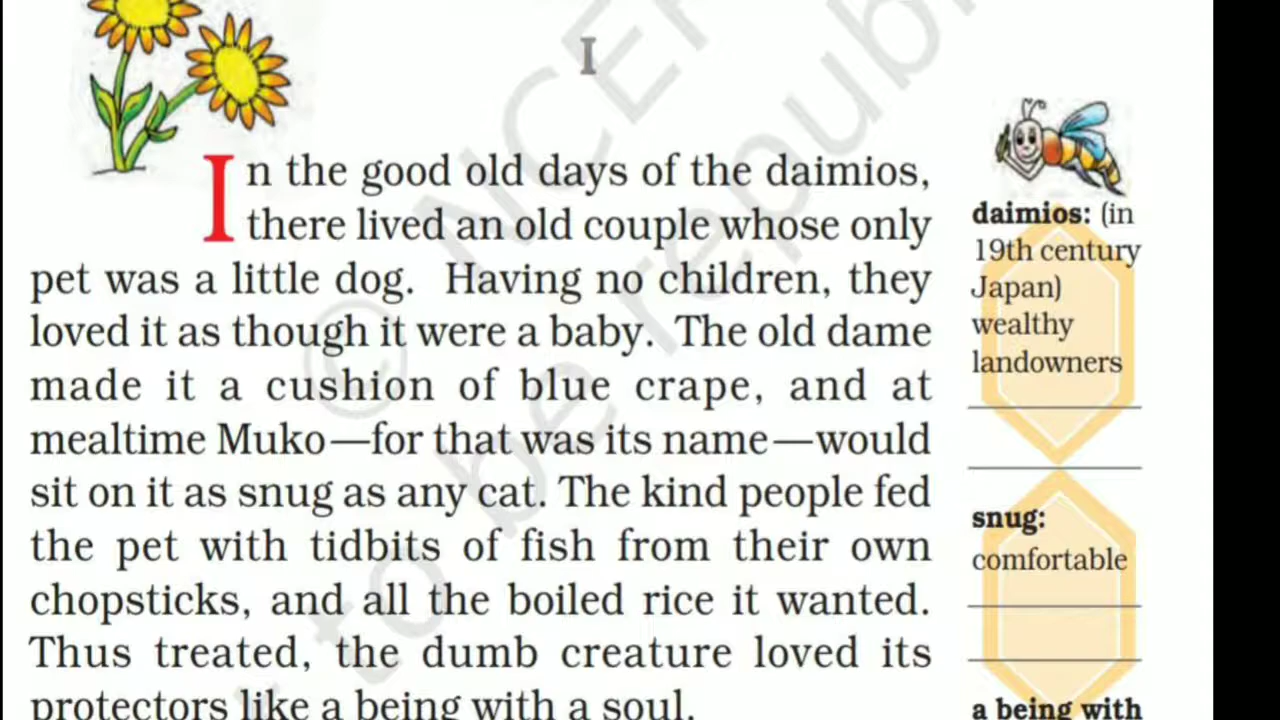 I
In the good old days of the daimios,
there lived an old couple whose only
pet was a little dog. Having no children, they
loved it as though it were a baby. The old dame
made it a cushion of blue crape, and at
mealtime Muko—for that was its name—would
sit on it as snug as any cat. The kind people fed
the pet with tidbits of fish from their own
chopsticks, and all the boiled rice it wanted.
Thus treated, the dumb creature loved its
protectors like a being with a soul.
daimios: (in
19th century
Japan)
wealthy
landowners
snug:
comfortable
a being with
© NCER
to be republi